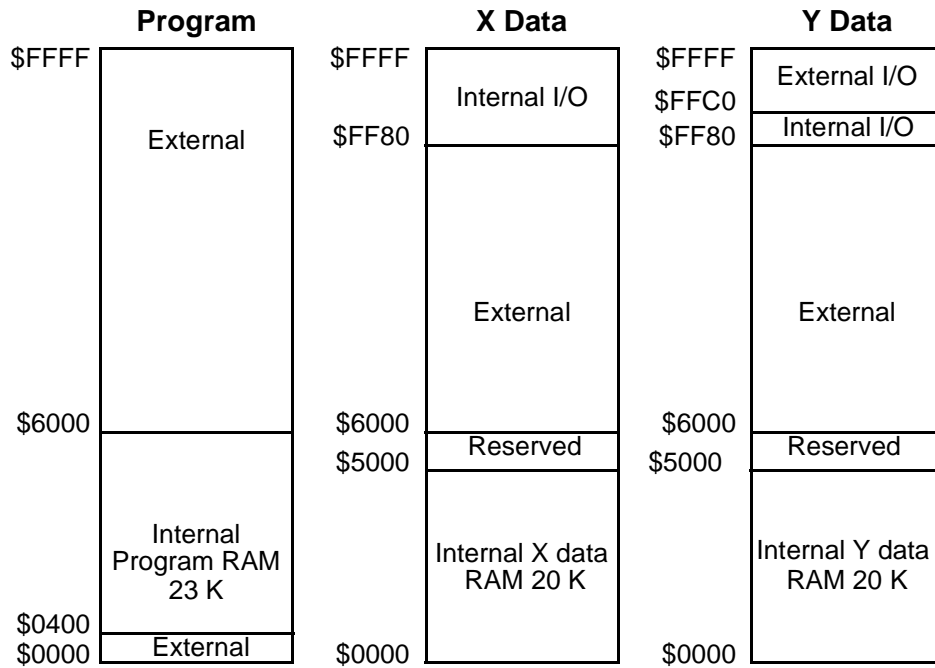 Program
$FFFF
External
$6000
Internal
Program RAM
23 K
$0400
External
$0000
X Data
$FFFF
Internal I/O
$FF80
External
$6000
Reserved
$5000
Internal X data
RAM 20 K
$0000
Y Data
$FFFF
External I/O
$FFC0
Internal I/O
$FF80
External
$6000
Reserved
$5000
Internal Y data
RAM 20 K
$0000